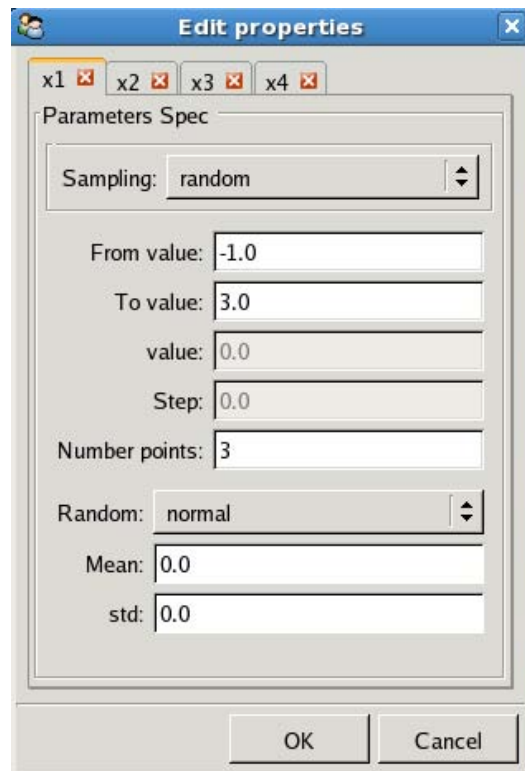 Edit properties
x1 x2 x3 x4
Parameters Spec
Sampling: random
From value: -1.0
To value: 3.0
value: 0.0
Step: 0.0
Number points: 3
Random: normal
Mean: 0.0
std: 0.0
OK Cancel